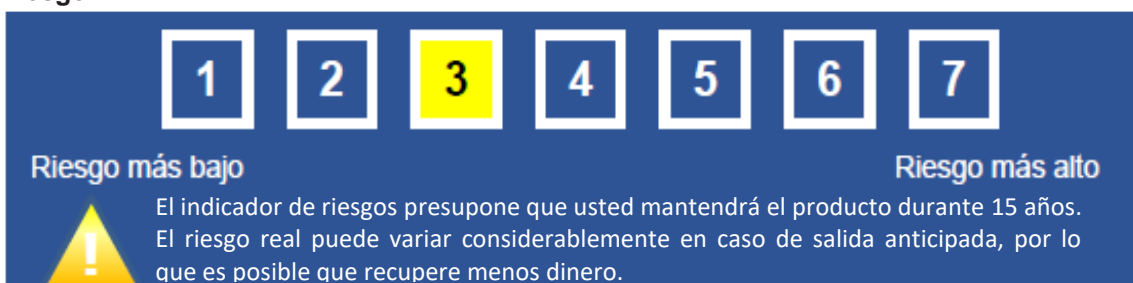 1 2 3 4 5 6 7
Riesgo más bajo Riesgo más alto
El indicador de riesgos presupone que usted mantendrá el producto durante 15 años.
El riesgo real puede variar considerablemente en caso de salida anticipada, por lo
que es posible que recupere menos dinero.